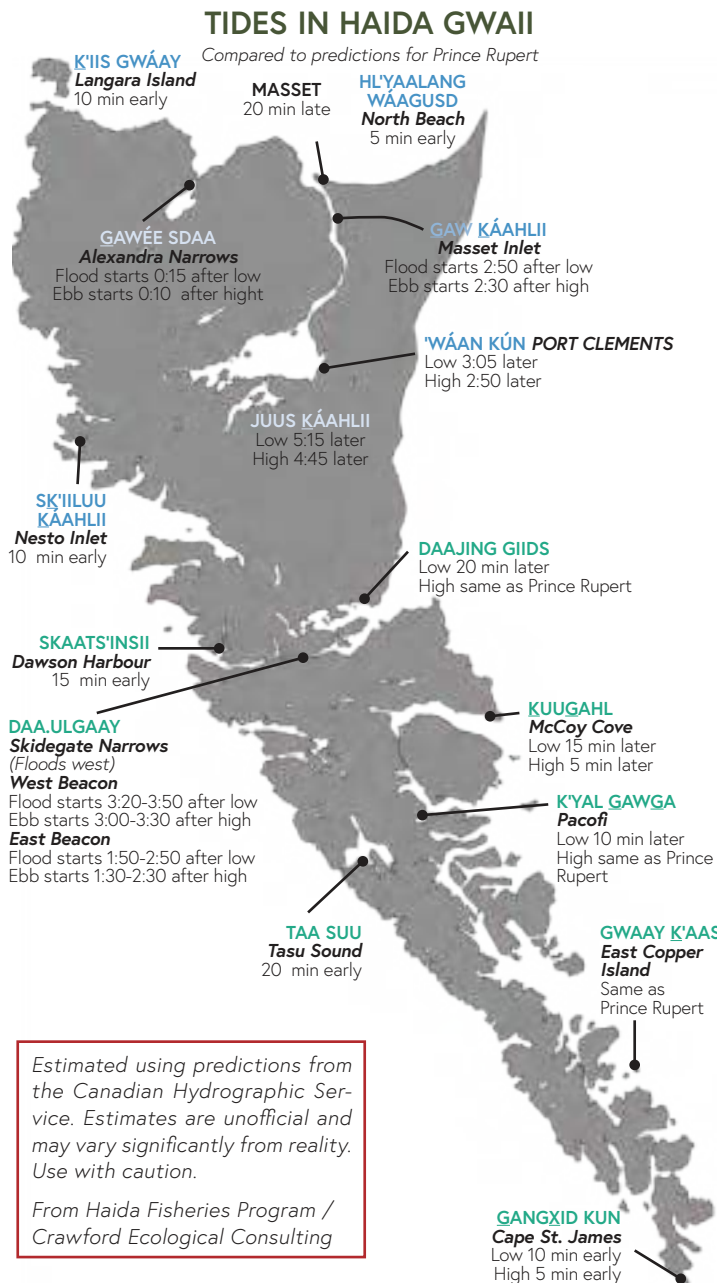 TIDES IN HAIDA GWAII
Compared to predictions for Prince Rupert
K̲'IIS GWÁAY
Langara Island
10 min early
MASSET
20 min late
HL'YAALANG
WÁAGUSD
North Beach
5 min early
G̲AWÉE SDAA
Alexandra Narrows
Flood starts 0:15 after low
Ebb starts 0:10 after hight
G̲AW K̲ÁAHLII
Masset Inlet
Flood starts 2:50 after low
Ebb starts 2:30 after high
'WÁAN KÚN PORT CLEMENTS
Low 3:05 later
High 2:50 later
JUUS K̲ÁAHLII
Low 5:15 later
High 4:45 later
SK̲'IILUU
K̲ÁAHLII
Nesto Inlet
10 min early
DAAJING GIIDS
Low 20 min later
High same as Prince Rupert
SKAATS'INSII
Dawson Harbour
15 min early
DAA.ULGAAY
Skidegate Narrows
(Floods west)
West Beacon
Flood starts 3:20-3:50 after low
Ebb starts 3:00-3:30 after high
East Beacon
Flood starts 1:50-2:50 after low
Ebb starts 1:30-2:30 after high
K̲UUG̲AHL
McCoy Cove
Low 15 min later
High 5 min later
K'YAL G̲AWG̲A
Pacofi
Low 10 min later
High same as Prince
Rupert
TAA SUU
Tasu Sound
20 min early
GWAAY K̲'AAS
East Copper
Island
Same as
Prince Rupert
Estimated using predictions from
the Canadian Hydrographic Ser-
vice. Estimates are unofficial and
may vary significantly from reality.
Use with caution.
From Haida Fisheries Program /
Crawford Ecological Consulting
G̲ANGX̲ID KUN
Cape St. James
Low 10 min early
High 5 min early